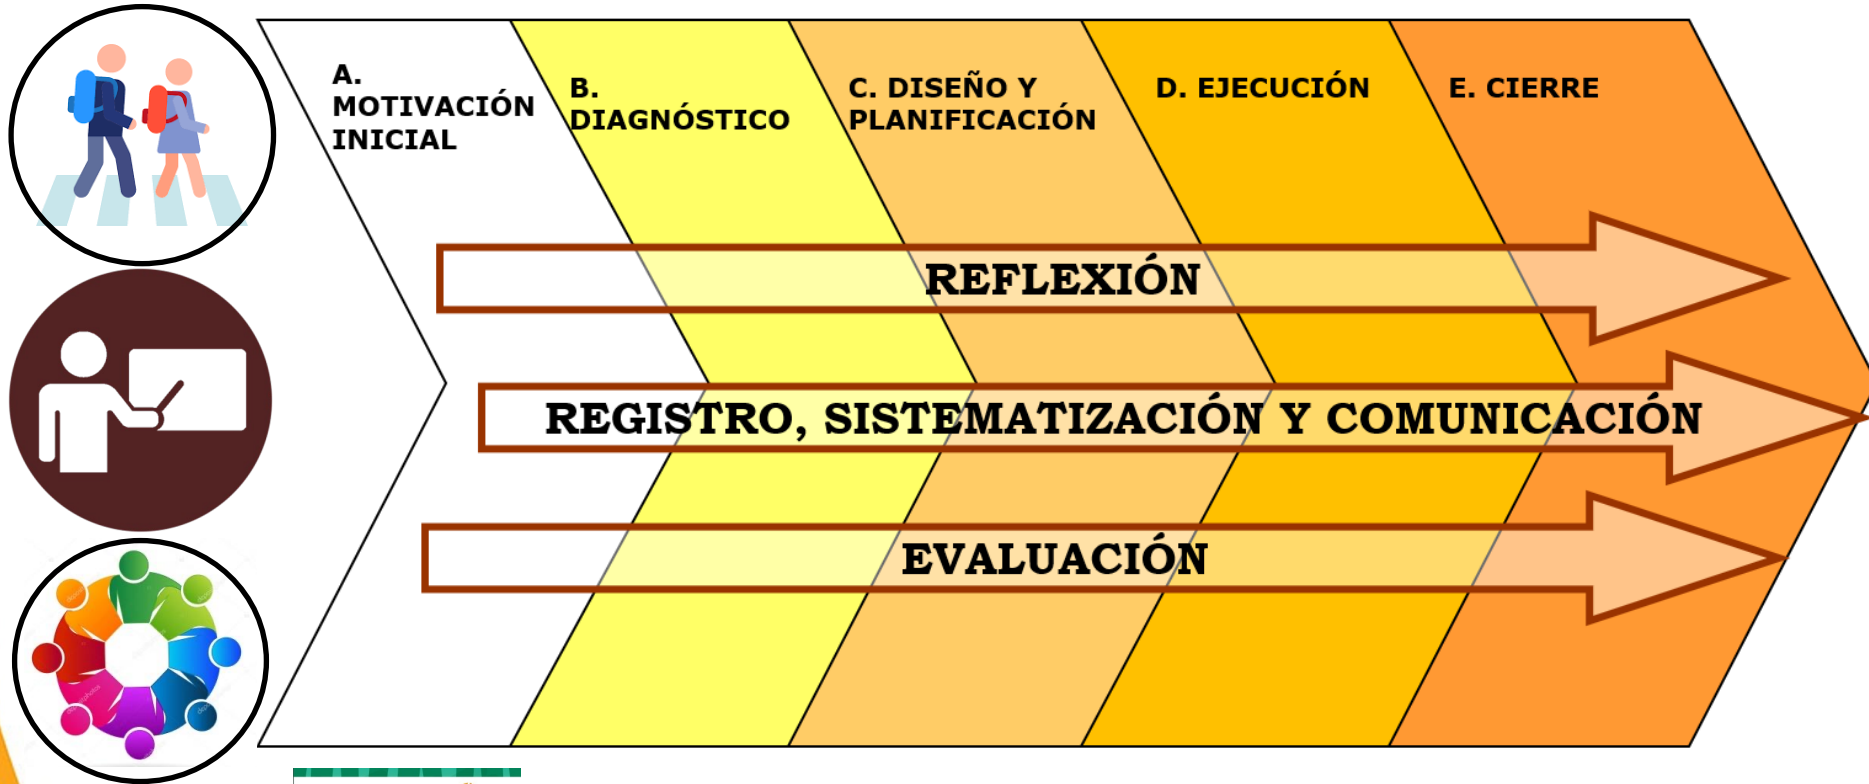 A.
MOTIVACIÓN
INICIAL
B.
DIAGNÓSTICO
C. DISEÑO Y
PLANIFICACIÓN
D. EJECUCIÓN
E. CIERRE
REFLEXIÓN
REGISTRO, SISTEMATIZACIÓN Y COMUNICACIÓN
EVALUACIÓN